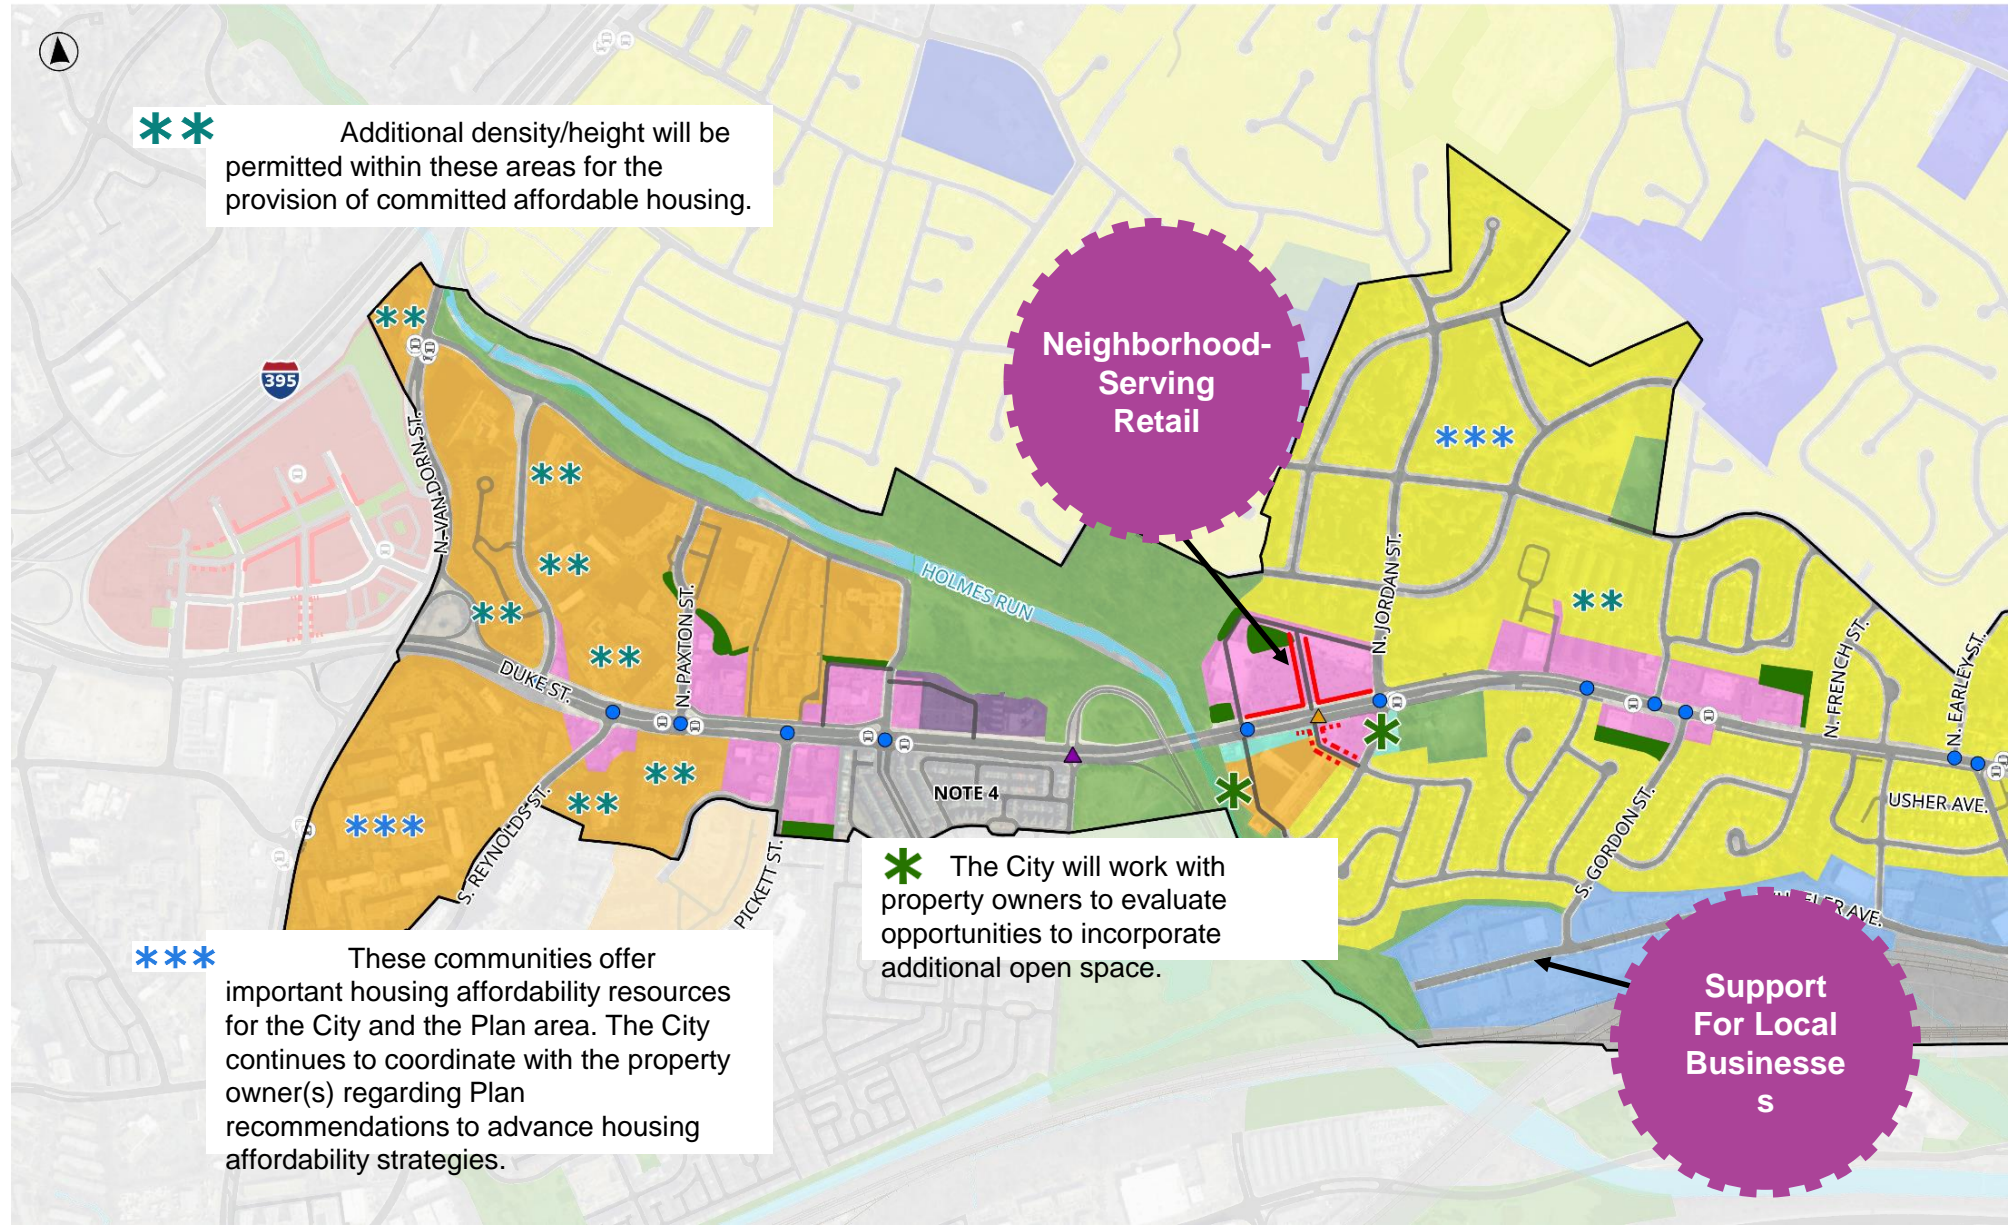 ** Additional density/height will be
permitted within these areas for the
provision of committed affordable housing.
Neighborhood-
Serving
Retail
**
395
***
N. VAN DORN ST.
**
**
HOLMES RUN
N. JORDAN ST.
**
**
N. PAXTON ST.
**
DUKE ST.
N. FRENCH ST.
N. EARLEY ST.
**
*
**
***
S. REYNOLDS ST.
NOTE 4
*
USHER AVE.
PICKETT ST.
S. GORDON ST.
* The City will work with
property owners to evaluate
opportunities to incorporate
additional open space.
AVE.
*** These communities offer
important housing affordability resources
for the City and the Plan area. The City
continues to coordinate with the property
owner(s) regarding Plan
recommendations to advance housing
affordability strategies.
Support
For Local
Businesse
s